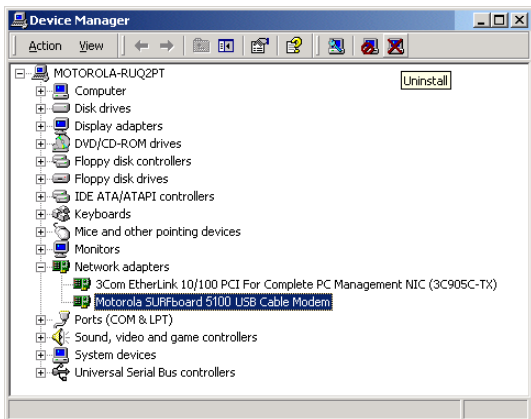 Device Manager
Action View
Uninstall
MOTOROLA-RUQ2PT
Computer
Disk drives
Display adapters
DVD/CD-ROM drives
Floppy disk controllers
Floppy disk drives
IDE ATA/ATAPI controllers
Keyboards
Mice and other pointing devices
Monitors
Network adapters
3Com EtherLink 10/100 PCI For Complete PC Management NIC (3C905C-TX)
Motorola SURFboard 5100 USB Cable Modem
Ports (COM & LPT)
Sound, video and game controllers
System devices
Universal Serial Bus controllers